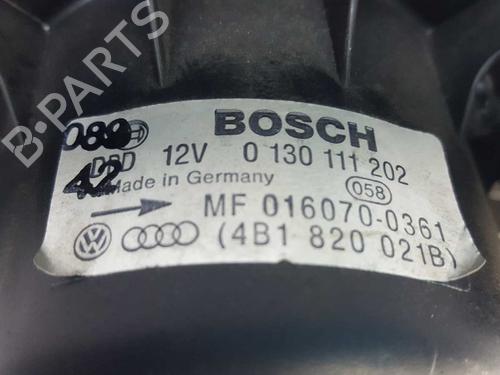 B-PARTS
089 BOSCH
DBD 12V 0 130 111 202
42 Made in Germany 058
MF 016070-0361
(4B1 820 021B)